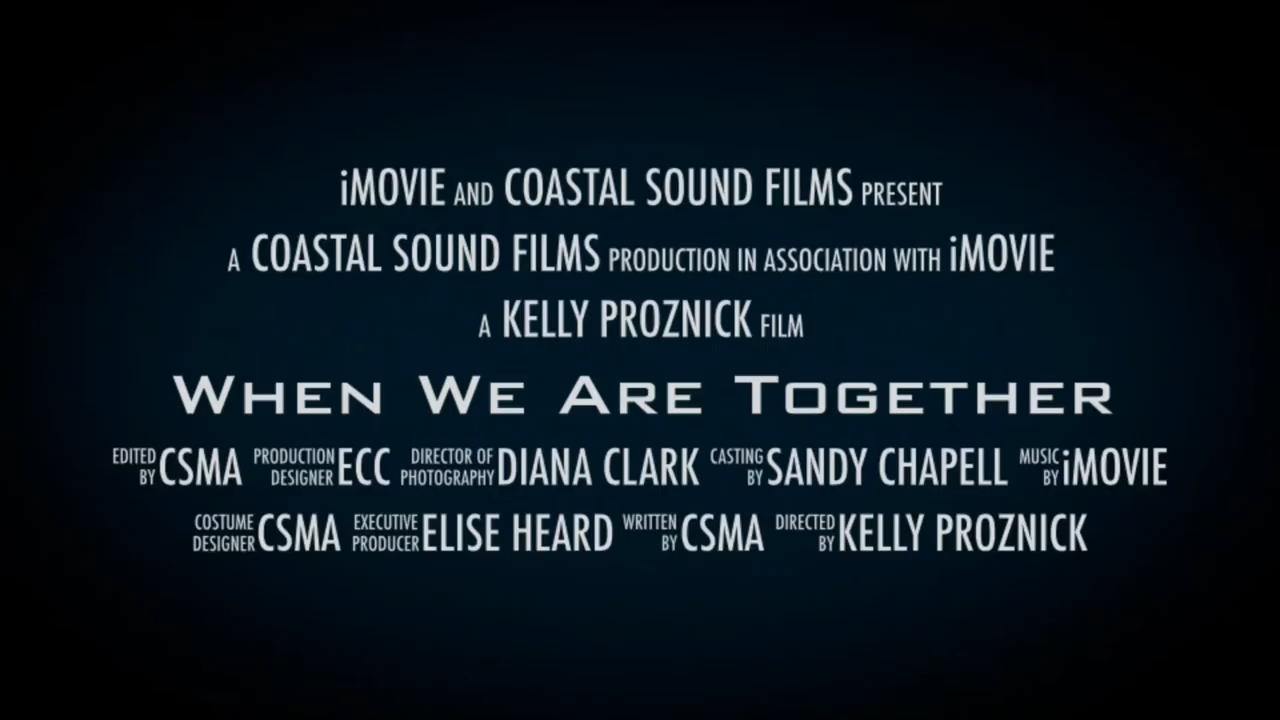 iMOVIE AND COASTAL SOUND FILMS PRESENT
A COASTAL SOUND FILMS PRODUCTION IN ASSOCIATION WITH iMOVIE
A KELLY PROZNICK FILM
WHEN WE ARE TOGETHER
EDITED BY CSMA PRODUCTION DESIGNER ECC DIRECTOR OF PHOTOGRAPHY DIANA CLARK CASTING BY SANDY CHAPELL MUSIC BY iMOVIE
COSTUME DESIGNER CSMA EXECUTIVE PRODUCER ELISE HEARD WRITTEN BY CSMA DIRECTED BY KELLY PROZNICK